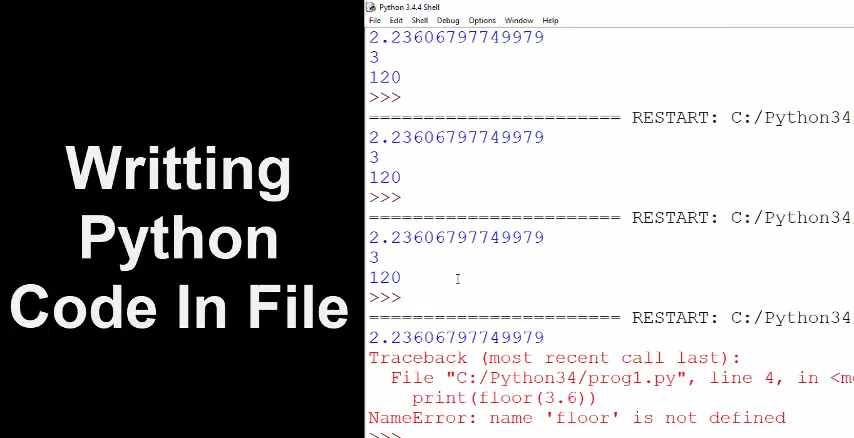 Writting
Python
Code In File
Python 3.4.4 Shell
File Edit Shell Debug Options Window Help
2.23606797749979
3
120
>>>
======================= RESTART: C:/Python34/
2.23606797749979
3
120
>>>
======================= RESTART: C:/Python34/
2.23606797749979
3
120
>>>
======================= RESTART: C:/Python34/
2.23606797749979
Traceback (most recent call last):
File "C:/Python34/prog1.py", line 4, in <mo
print(floor(3.6))
NameError: name 'floor' is not defined
>>>